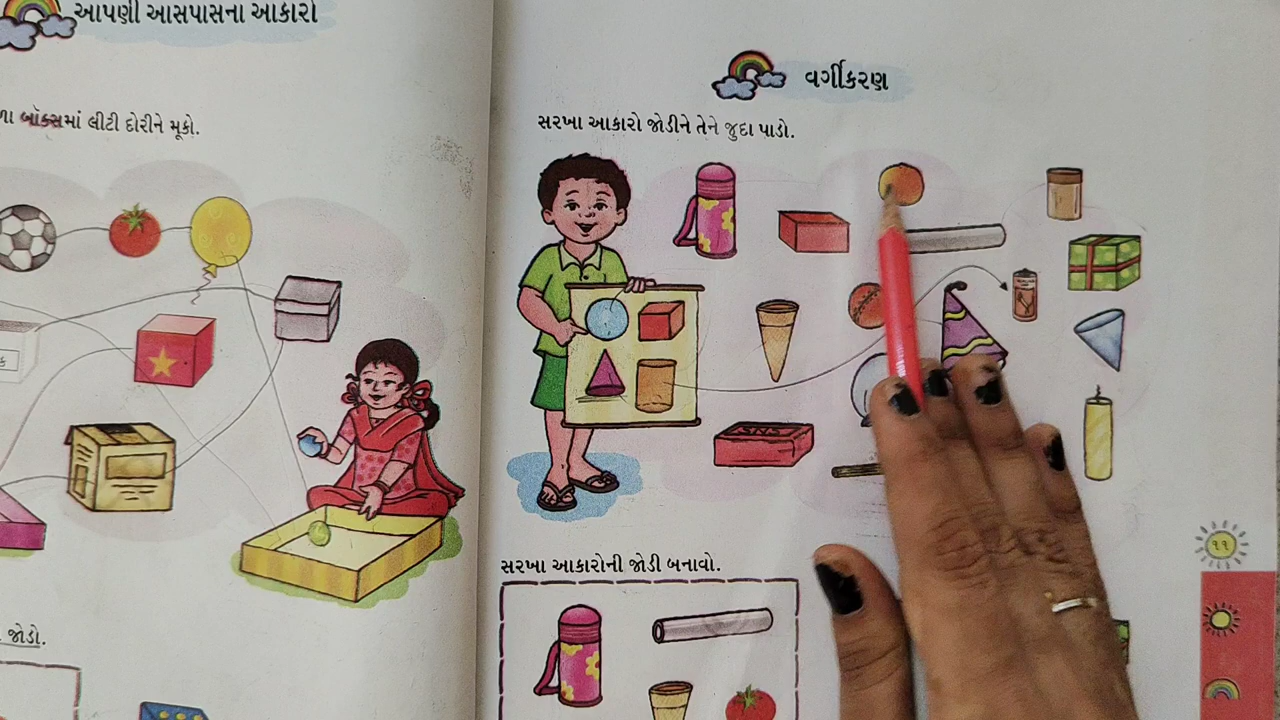 આપણી આસપાસના આકારો
બૉક્સમાં લીટી દોરીને મૂકો.
જોડો.
વર્ગીકરણ
સરખા આકારો જોડીને તેને જુદા પાડો.
સરખા આકારોની જોડી બનાવો.
૧૧